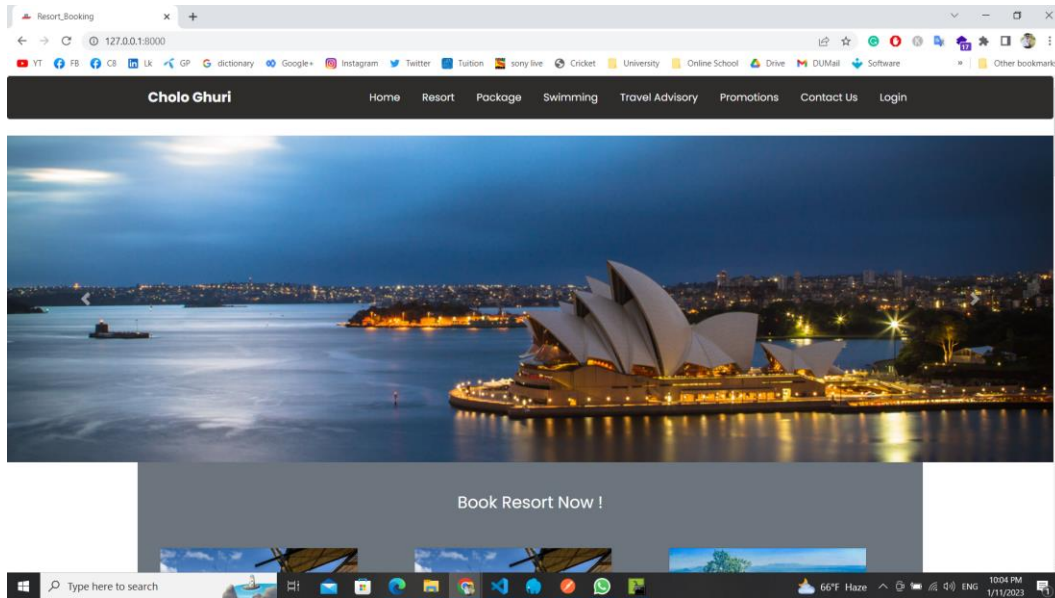 Resort_Booking
127.0.0.1:8000
YT FB C8 Lk GP dictionary Google+ Instagram Twitter Tuition sony live Cricket University Online School Drive DUMail Software » Other bookmark
Cholo Ghuri Home Resort Package Swimming Travel Advisory Promotions Contact Us Login
Book Resort Now !
Type here to search 66°F Haze ENG 10:04 PM
1/11/2023